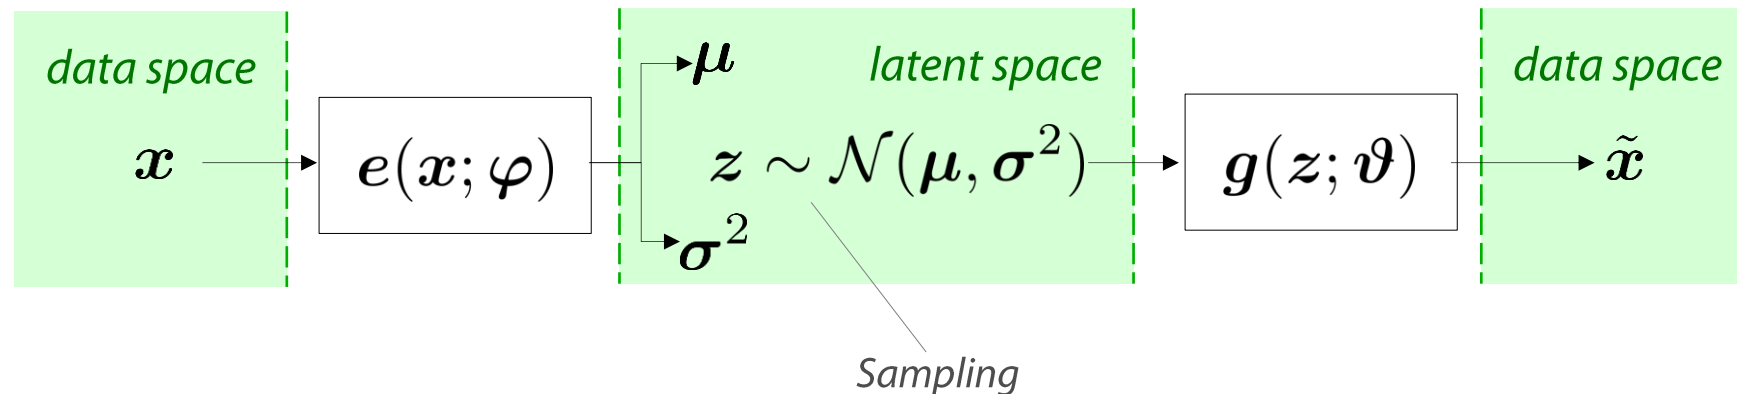 data space
x
e(x; φ)
μ
latent space
z ∼ 𝒩(μ, σ²)
σ²
g(z; ϑ)
data space
x̃
Sampling